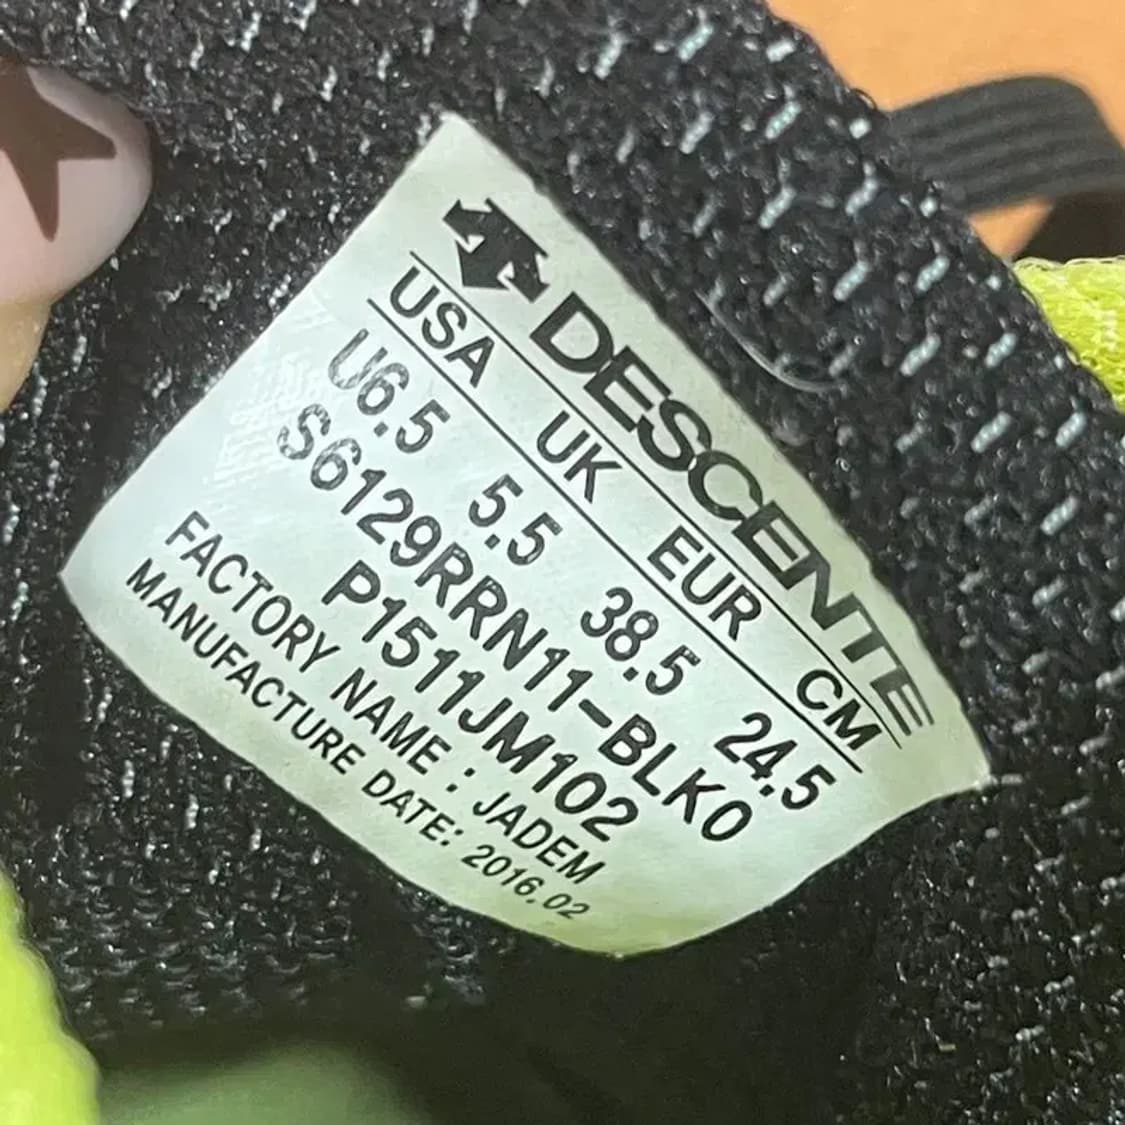 DESCENTE
USA UK EUR CM
U6.5 5.5 38.5 24.5
S6129RRN11-BLK0
P1511JM102
FACTORY NAME : JADEM
MANUFACTURE DATE: 2016.02